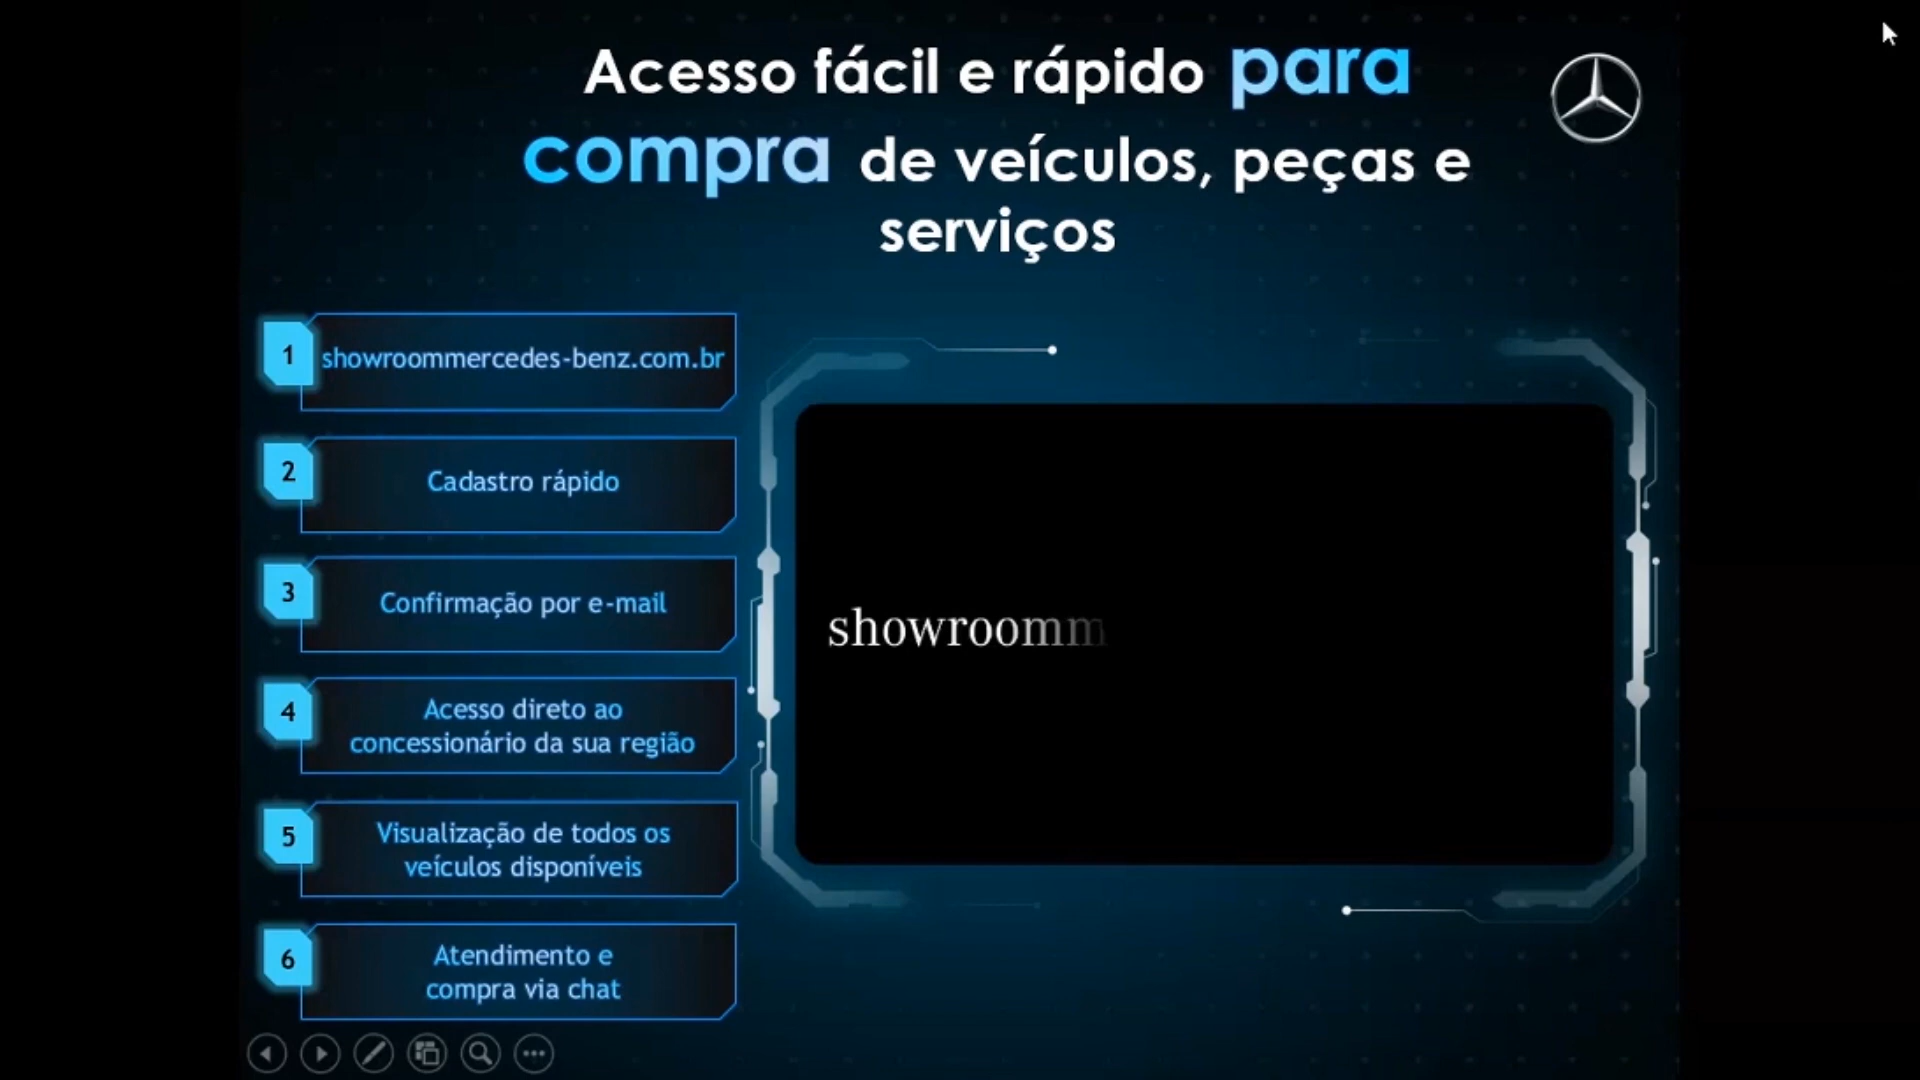 Acesso fácil e rápido para
compra de veículos, peças e
serviços
1
showroommercedes-benz.com.br
2
Cadastro rápido
3
Confirmação por e-mail
4
Acesso direto ao
concessionário da sua região
5
Visualização de todos os
veículos disponíveis
6
Atendimento e
compra via chat
showroomm